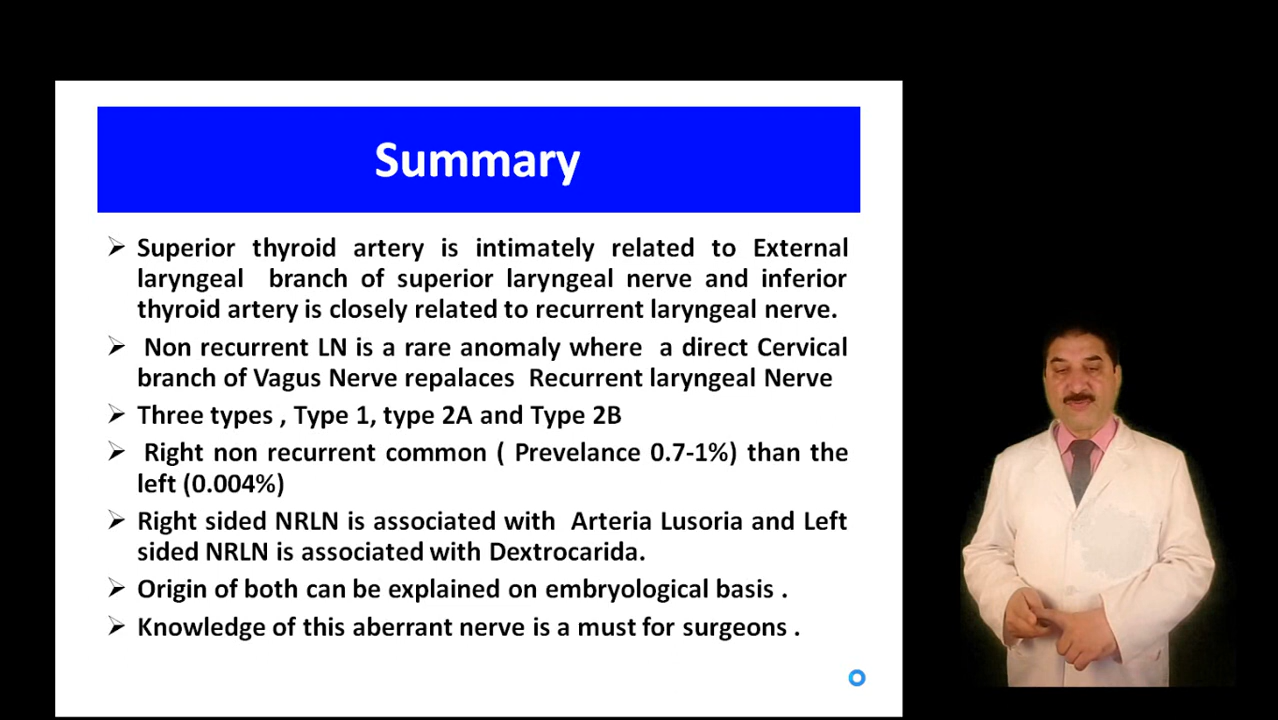 Summary
Superior thyroid artery is intimately related to External
laryngeal branch of superior laryngeal nerve and inferior
thyroid artery is closely related to recurrent laryngeal nerve.
Non recurrent LN is a rare anomaly where a direct Cervical
branch of Vagus Nerve repalaces Recurrent laryngeal Nerve
Three types , Type 1, type 2A and Type 2B
Right non recurrent common ( Prevelance 0.7-1%) than the
left (0.004%)
Right sided NRLN is associated with Arteria Lusoria and Left
sided NRLN is associated with Dextrocarida.
Origin of both can be explained on embryological basis .
Knowledge of this aberrant nerve is a must for surgeons .